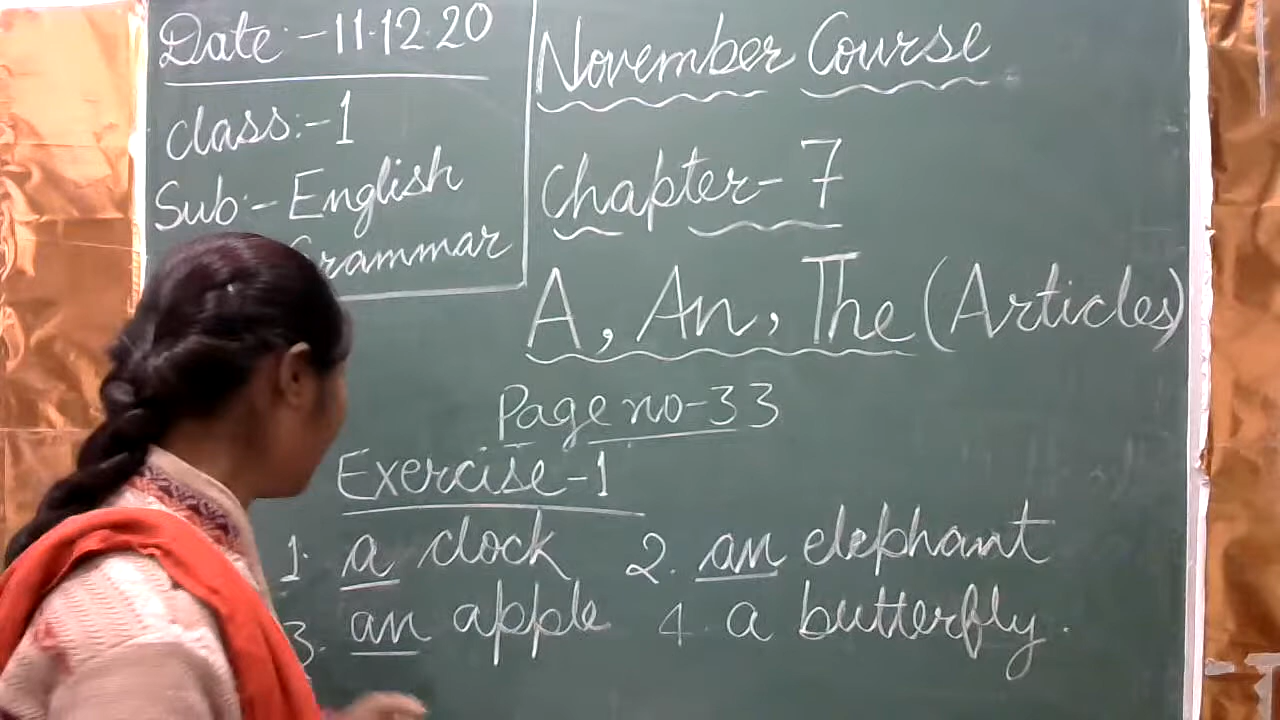 Date:-11.12.20
Class:-1
Sub:-English
Grammar
November Course
Chapter-7
A, An, The (Articles)
Page no-33
Exercise-1
1. a clock 2. an elephant
3. an apple 4. a butterfly.